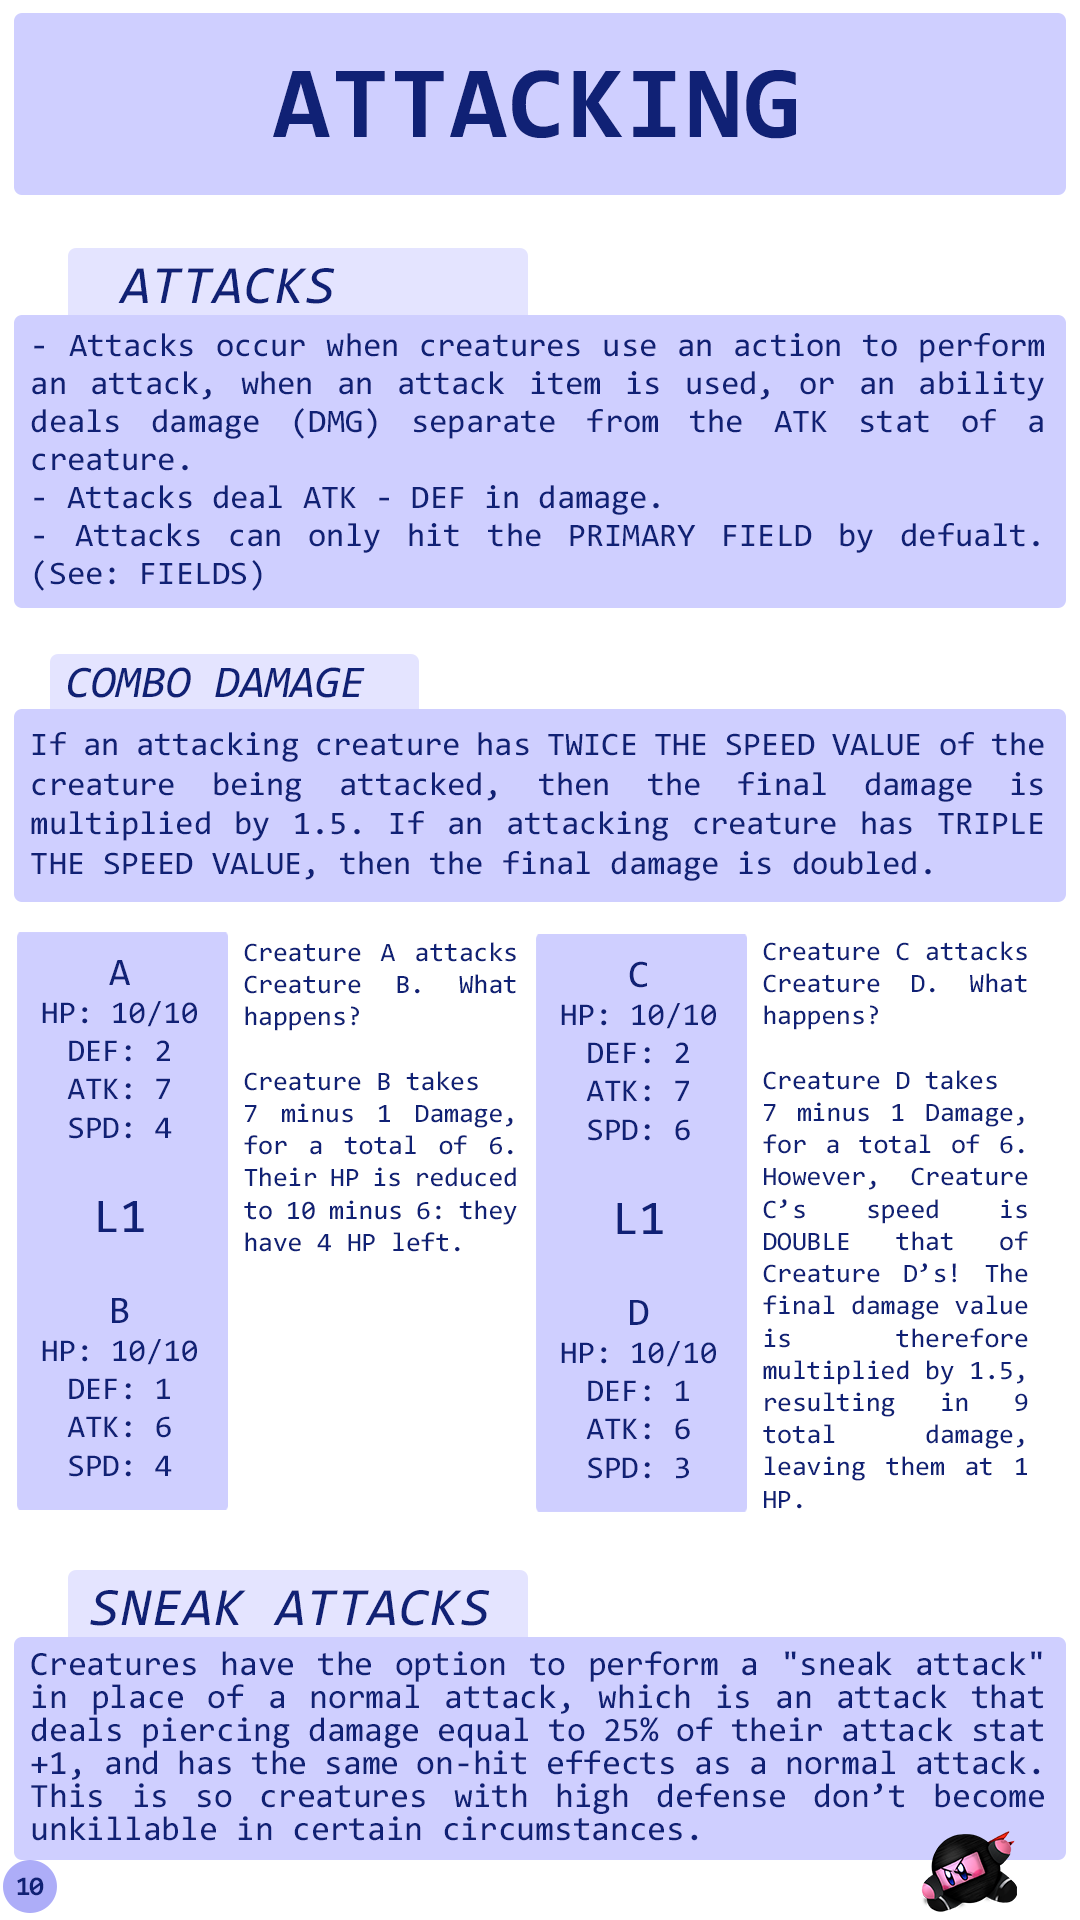 ATTACKING
ATTACKS
- Attacks occur when creatures use an action to perform
an attack, when an attack item is used, or an ability
deals damage (DMG) separate from the ATK stat of a
creature.
- Attacks deal ATK - DEF in damage.
- Attacks can only hit the PRIMARY FIELD by defualt.
(See: FIELDS)
COMBO DAMAGE
If an attacking creature has TWICE THE SPEED VALUE of the
creature being attacked, then the final damage is
multiplied by 1.5. If an attacking creature has TRIPLE
THE SPEED VALUE, then the final damage is doubled.
A
HP: 10/10
DEF: 2
ATK: 7
SPD: 4
L1
B
HP: 10/10
DEF: 1
ATK: 6
SPD: 4
Creature A attacks
Creature B. What
happens?
Creature B takes
7 minus 1 Damage,
for a total of 6.
Their HP is reduced
to 10 minus 6: they
have 4 HP left.
C
HP: 10/10
DEF: 2
ATK: 7
SPD: 6
L1
D
HP: 10/10
DEF: 1
ATK: 6
SPD: 3
Creature C attacks
Creature D. What
happens?
Creature D takes
7 minus 1 Damage,
for a total of 6.
However, Creature
C’s speed is
DOUBLE that of
Creature D’s! The
final damage value
is therefore
multiplied by 1.5,
resulting in 9
total damage,
leaving them at 1
HP.
SNEAK ATTACKS
Creatures have the option to perform a "sneak attack"
in place of a normal attack, which is an attack that
deals piercing damage equal to 25% of their attack stat
+1, and has the same on-hit effects as a normal attack.
This is so creatures with high defense don’t become
unkillable in certain circumstances.
10